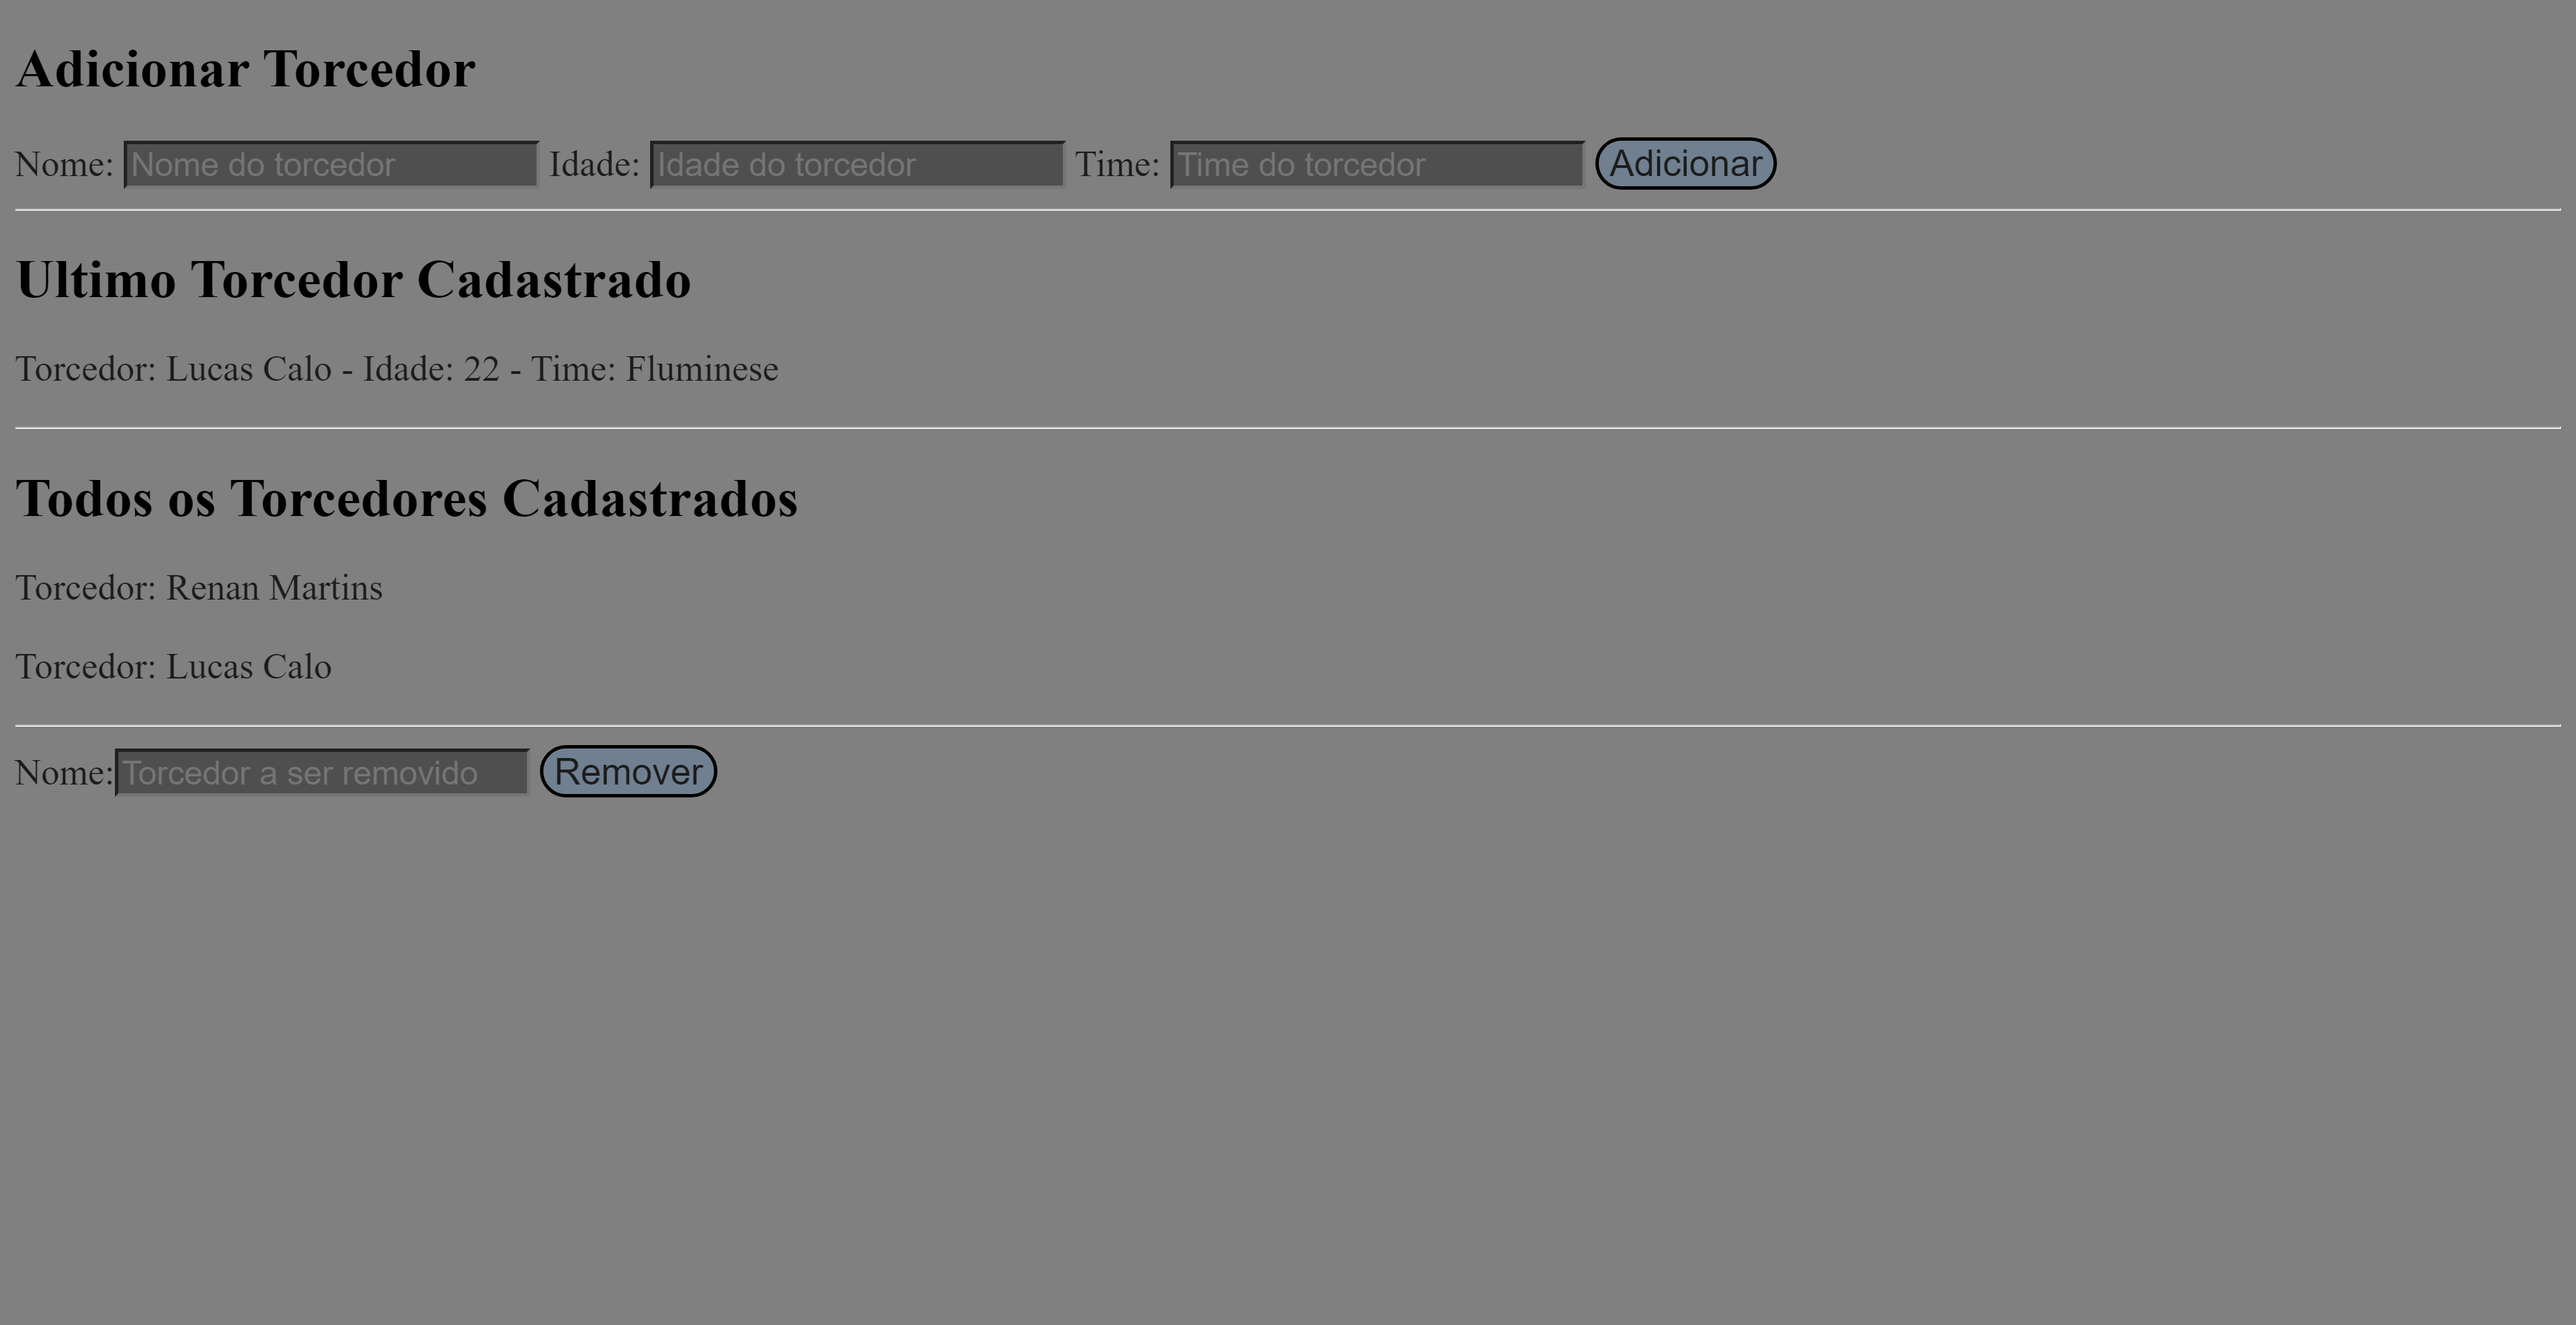 Adicionar Torcedor
Nome: Nome do torcedor Idade: Idade do torcedor Time: Time do torcedor Adicionar
Ultimo Torcedor Cadastrado
Torcedor: Lucas Calo - Idade: 22 - Time: Fluminese
Todos os Torcedores Cadastrados
Torcedor: Renan Martins
Torcedor: Lucas Calo
Nome: Torcedor a ser removido Remover